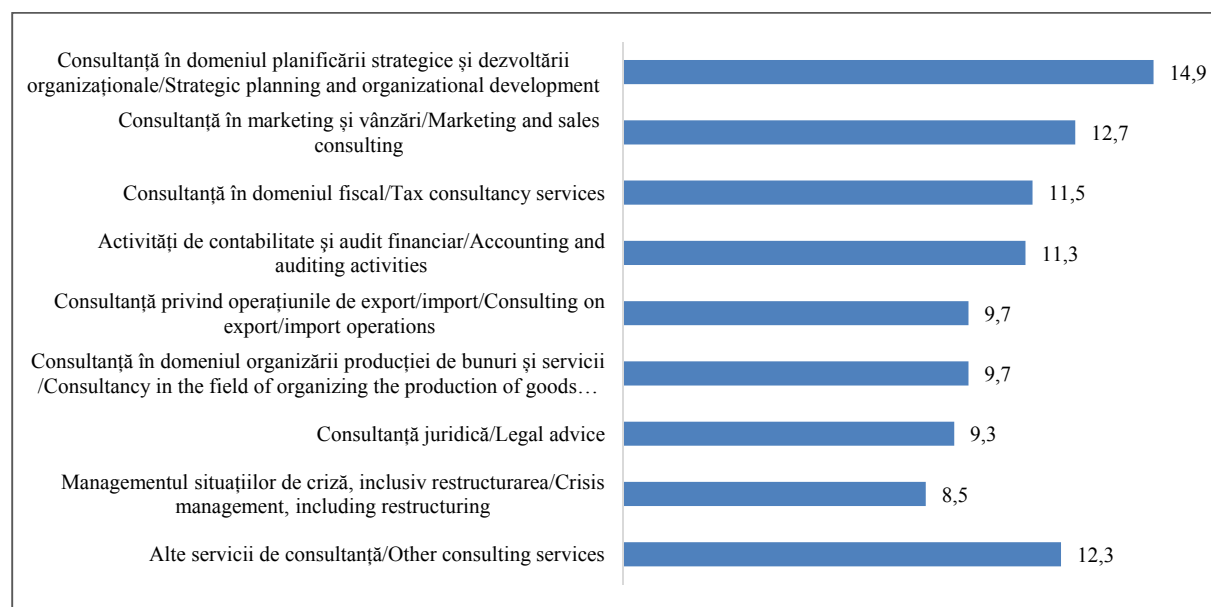 Consultanță în domeniul planificării strategice și dezvoltării
organizaționale/Strategic planning and organizational development
14,9
Consultanță în marketing și vânzări/Marketing and sales
consulting
12,7
Consultanță în domeniul fiscal/Tax consultancy services
11,5
Activități de contabilitate și audit financiar/Accounting and
auditing activities
11,3
Consultanță privind operațiunile de export/import/Consulting on
export/import operations
9,7
Consultanță în domeniul organizării producției de bunuri și servicii
/Consultancy in the field of organizing the production of goods…
9,7
Consultanță juridică/Legal advice
9,3
Managementul situațiilor de criză, inclusiv restructurarea/Crisis
management, including restructuring
8,5
Alte servicii de consultanță/Other consulting services
12,3